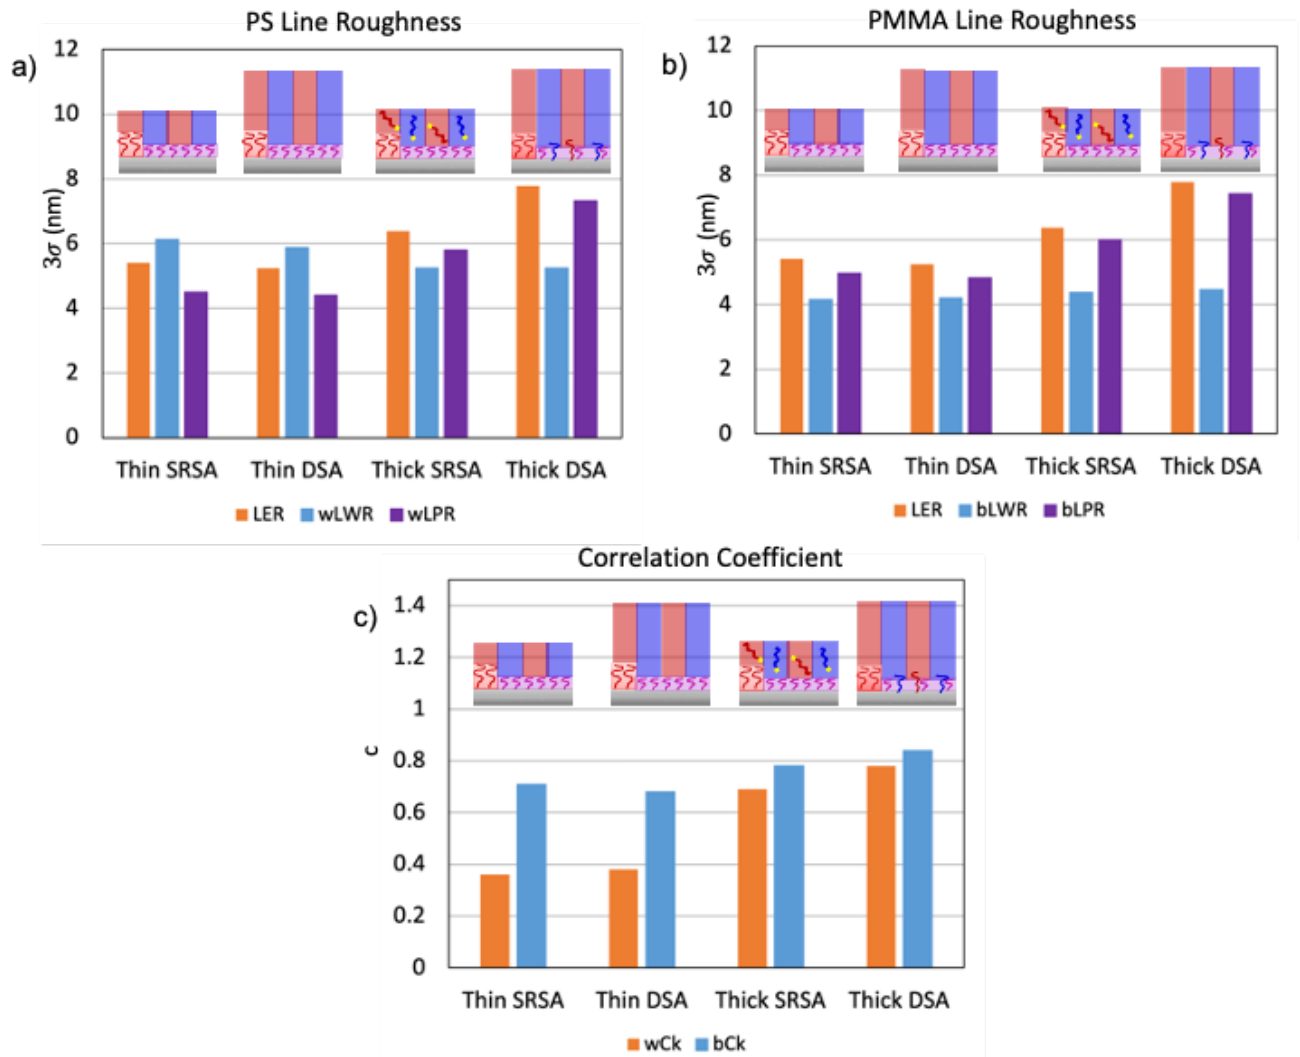 PS Line Roughness
a)
12
10
8
6
4
2
0
3σ (nm)
Thin SRSA Thin DSA Thick SRSA Thick DSA
LER wLWR wLPR
PMMA Line Roughness
b)
12
10
8
6
4
2
0
3σ (nm)
Thin SRSA Thin DSA Thick SRSA Thick DSA
LER bLWR bLPR
Correlation Coefficient
c)
1.4
1.2
1
0.8
0.6
0.4
0.2
0
c
Thin SRSA Thin DSA Thick SRSA Thick DSA
wCk bCk